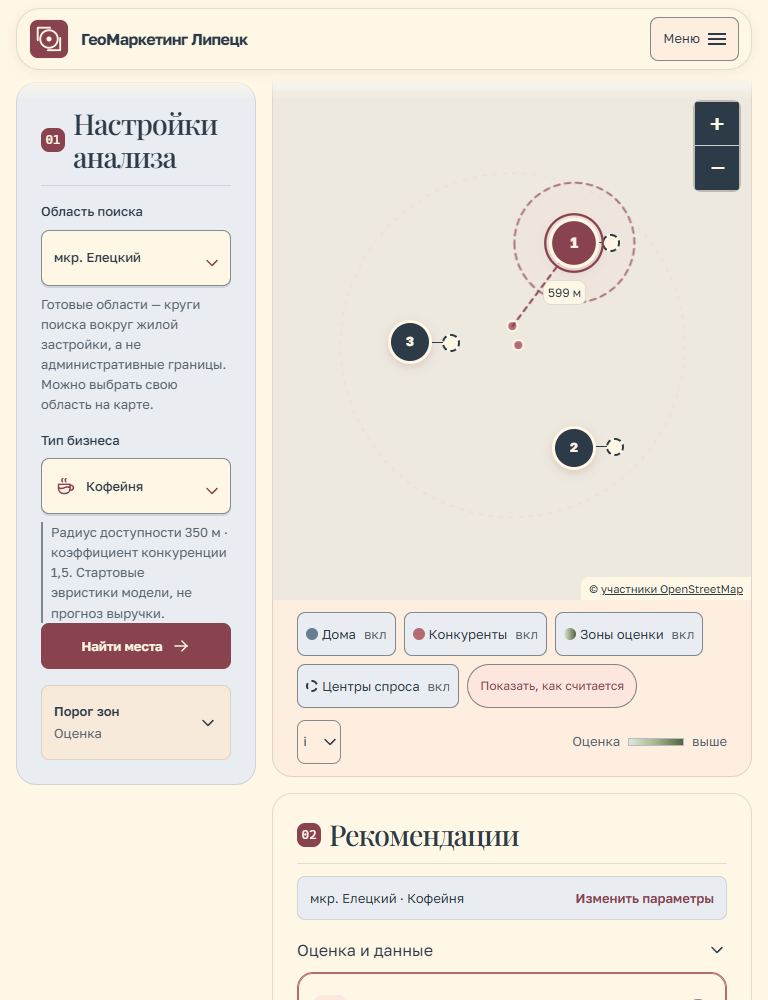 ГеоМаркетинг Липецк
Меню
01
Настройки
анализа
Область поиска
мкр. Елецкий
Готовые области — круги
поиска вокруг жилой
застройки, а не
административные границы.
Можно выбрать свою
область на карте.
Тип бизнеса
Кофейня
Радиус доступности 350 м ·
коэффициент конкуренции
1,5. Стартовые
эвристики модели, не
прогноз выручки.
Найти места
Порог зон
Оценка
+
−
1
599 м
3
2
© участники OpenStreetMap
Дома вкл
Конкуренты вкл
Зоны оценки вкл
Центры спроса вкл
Показать, как считается
i
Оценка
выше
02
Рекомендации
мкр. Елецкий · Кофейня
Изменить параметры
Оценка и данные